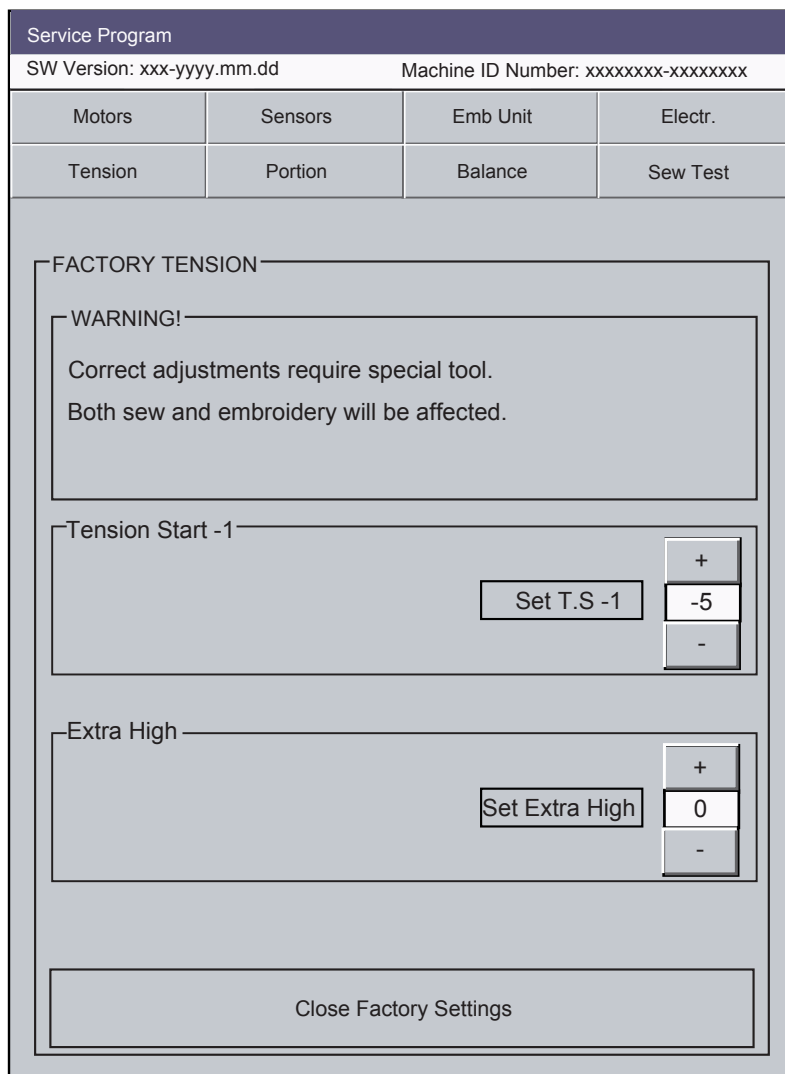 Service Program
SW Version: xxx-yyyy.mm.dd Machine ID Number: xxxxxxxx-xxxxxxxx
Motors Sensors Emb Unit Electr.
Tension Portion Balance Sew Test
FACTORY TENSION
WARNING!
Correct adjustments require special tool.
Both sew and embroidery will be affected.
Tension Start -1
+
Set T.S -1 -5
-
Extra High
+
Set Extra High 0
-
Close Factory Settings